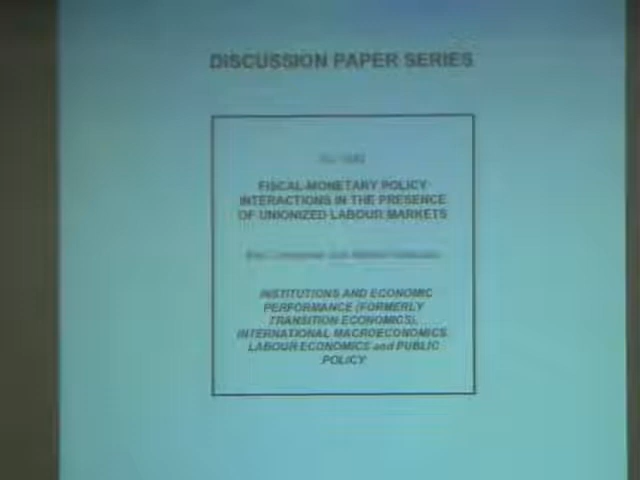 DISCUSSION PAPER SERIES
FISCAL-MONETARY POLICY
INTERACTIONS IN THE PRESENCE
OF UNIONIZED LABOUR MARKETS
INSTITUTIONS AND ECONOMIC
PERFORMANCE (FORMERLY
TRANSITION ECONOMICS),
INTERNATIONAL MACROECONOMICS
LABOUR ECONOMICS and PUBLIC
POLICY